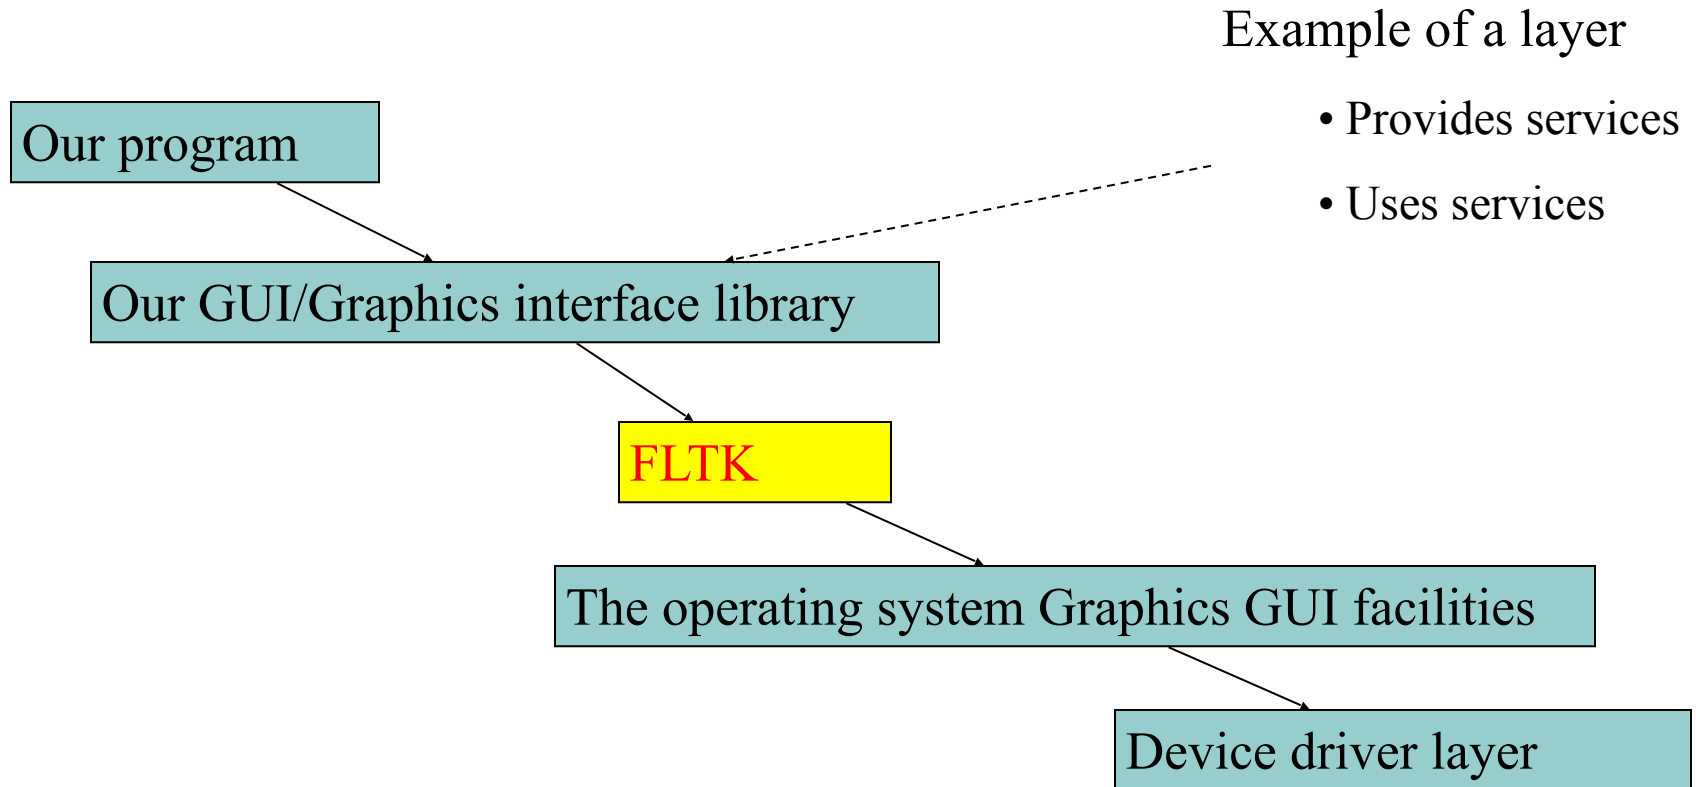 Example of a layer
• Provides services
• Uses services
Our program
Our GUI/Graphics interface library
FLTK
The operating system Graphics GUI facilities
Device driver layer